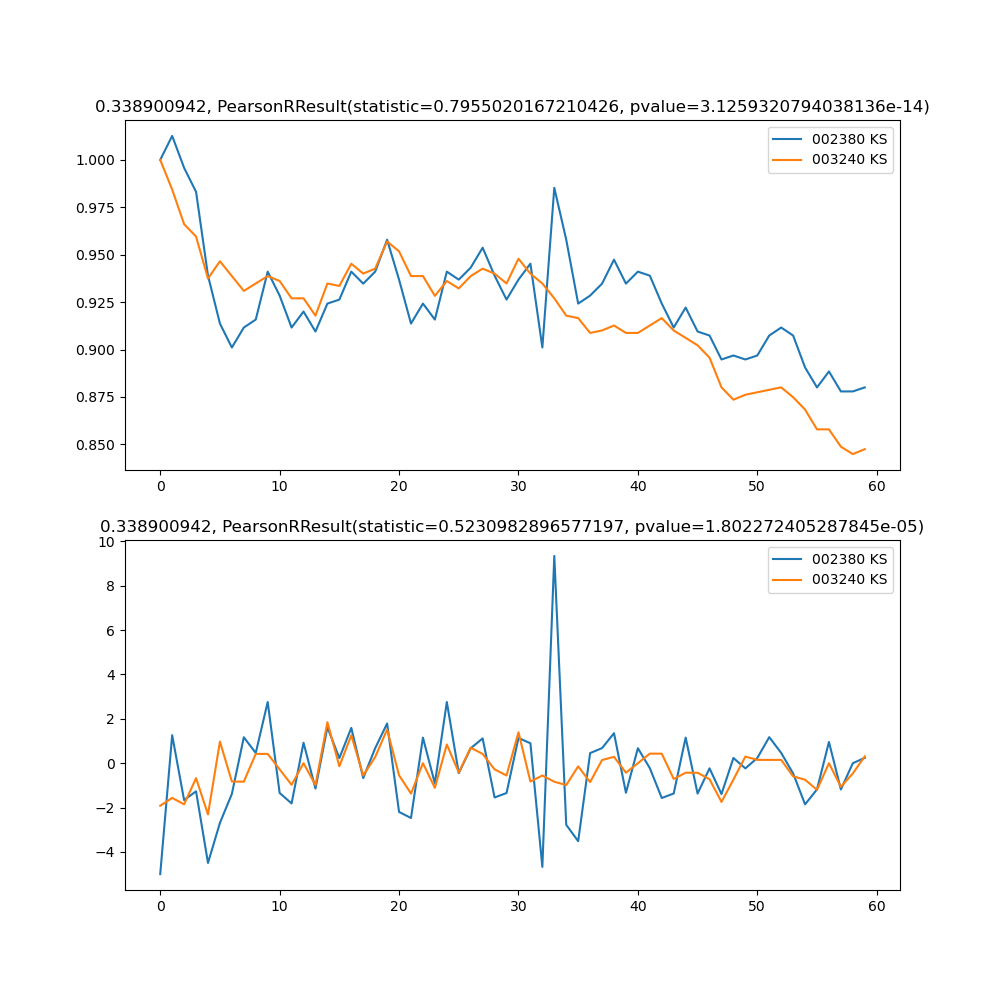 0.338900942, PearsonRResult(statistic=0.7955020167210426, pvalue=3.1259320794038136e-14)
002380 KS
003240 KS
1.000
0.975
0.950
0.925
0.900
0.875
0.850
0 10 20 30 40 50 60
0.338900942, PearsonRResult(statistic=0.5230982896577197, pvalue=1.802272405287845e-05)
002380 KS
003240 KS
10
8
6
4
2
0
−2
−4
0 10 20 30 40 50 60